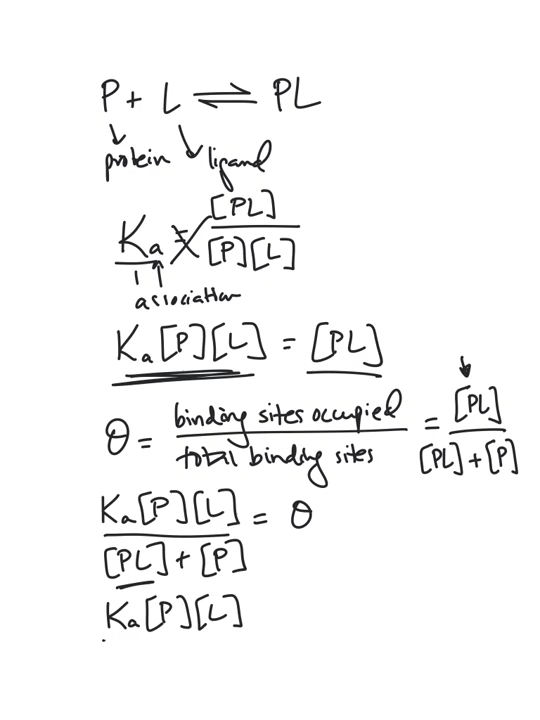 P + L ⇌ PL
protein ligand
Ka = [PL] / [P][L]
association
Ka[P][L] = [PL]
θ = binding sites occupied / total binding sites = [PL] / [PL] + [P]
Ka[P][L] / [PL] + [P] = θ
Ka[P][L]